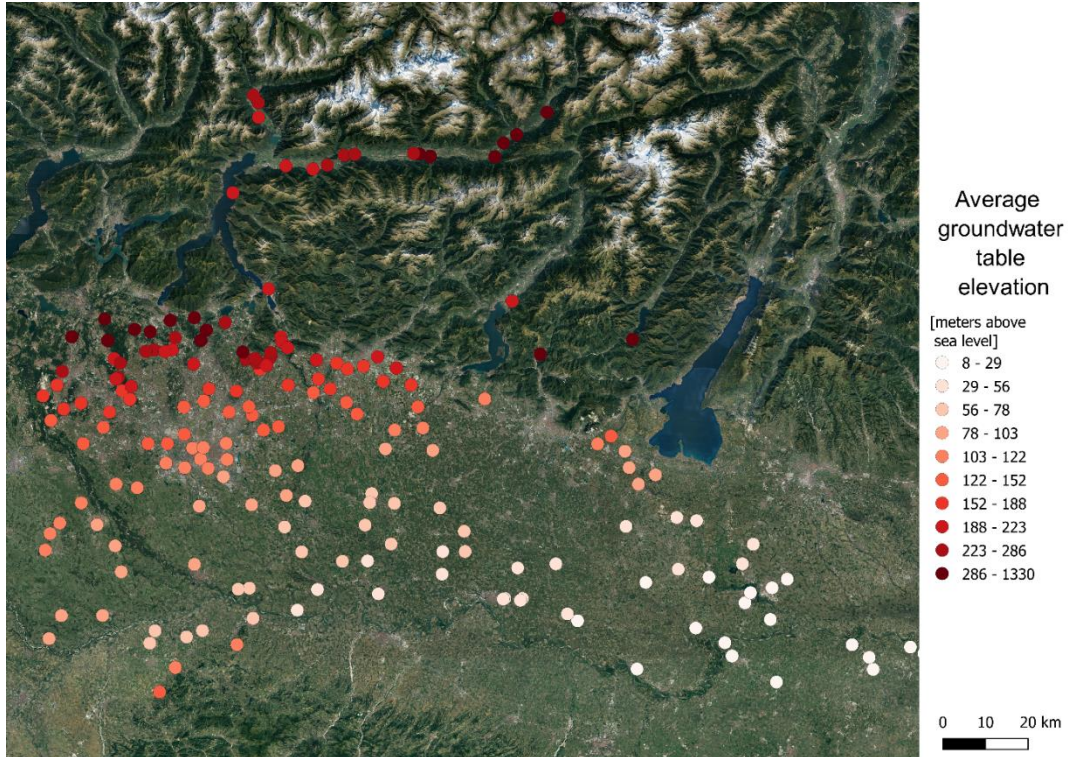 Average
groundwater
table
elevation
[meters above
sea level]
8 - 29
29 - 56
56 - 78
78 - 103
103 - 122
122 - 152
152 - 188
188 - 223
223 - 286
286 - 1330
0 10 20 km